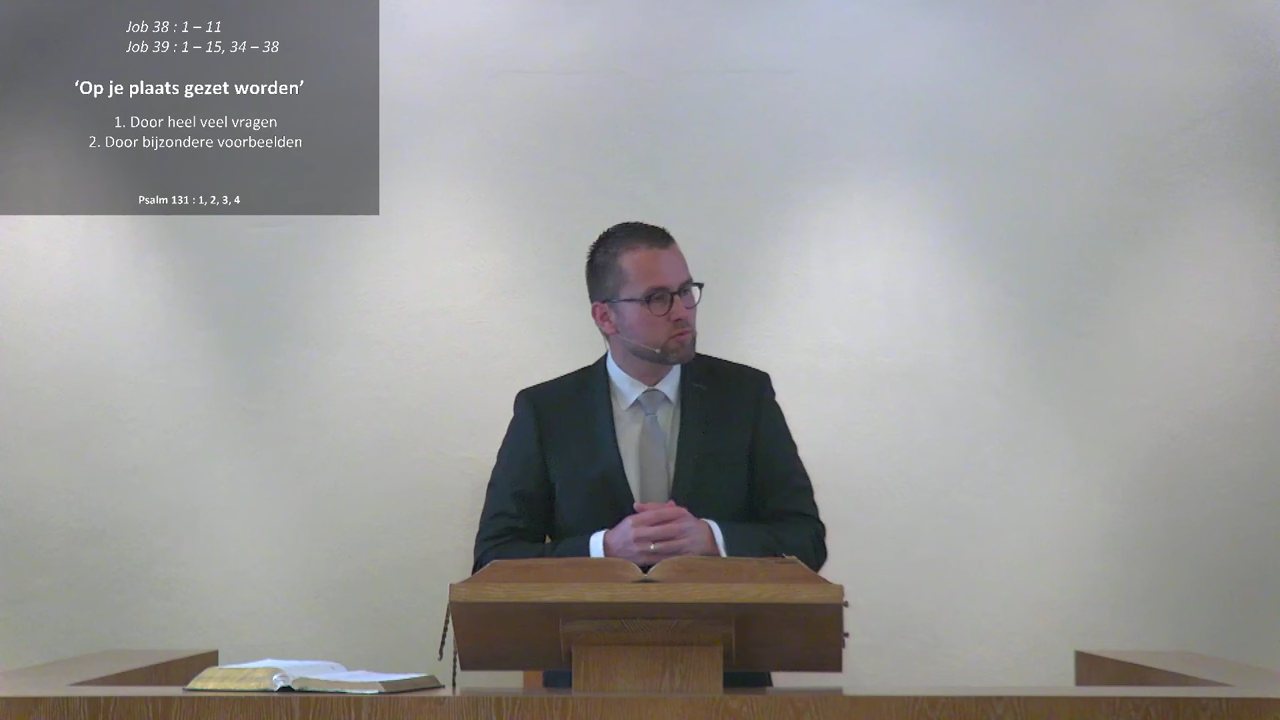 Job 38 : 1 – 11
Job 39 : 1 – 15, 34 – 38
‘Op je plaats gezet worden’
1. Door heel veel vragen
2. Door bijzondere voorbeelden
Psalm 131 : 1, 2, 3, 4